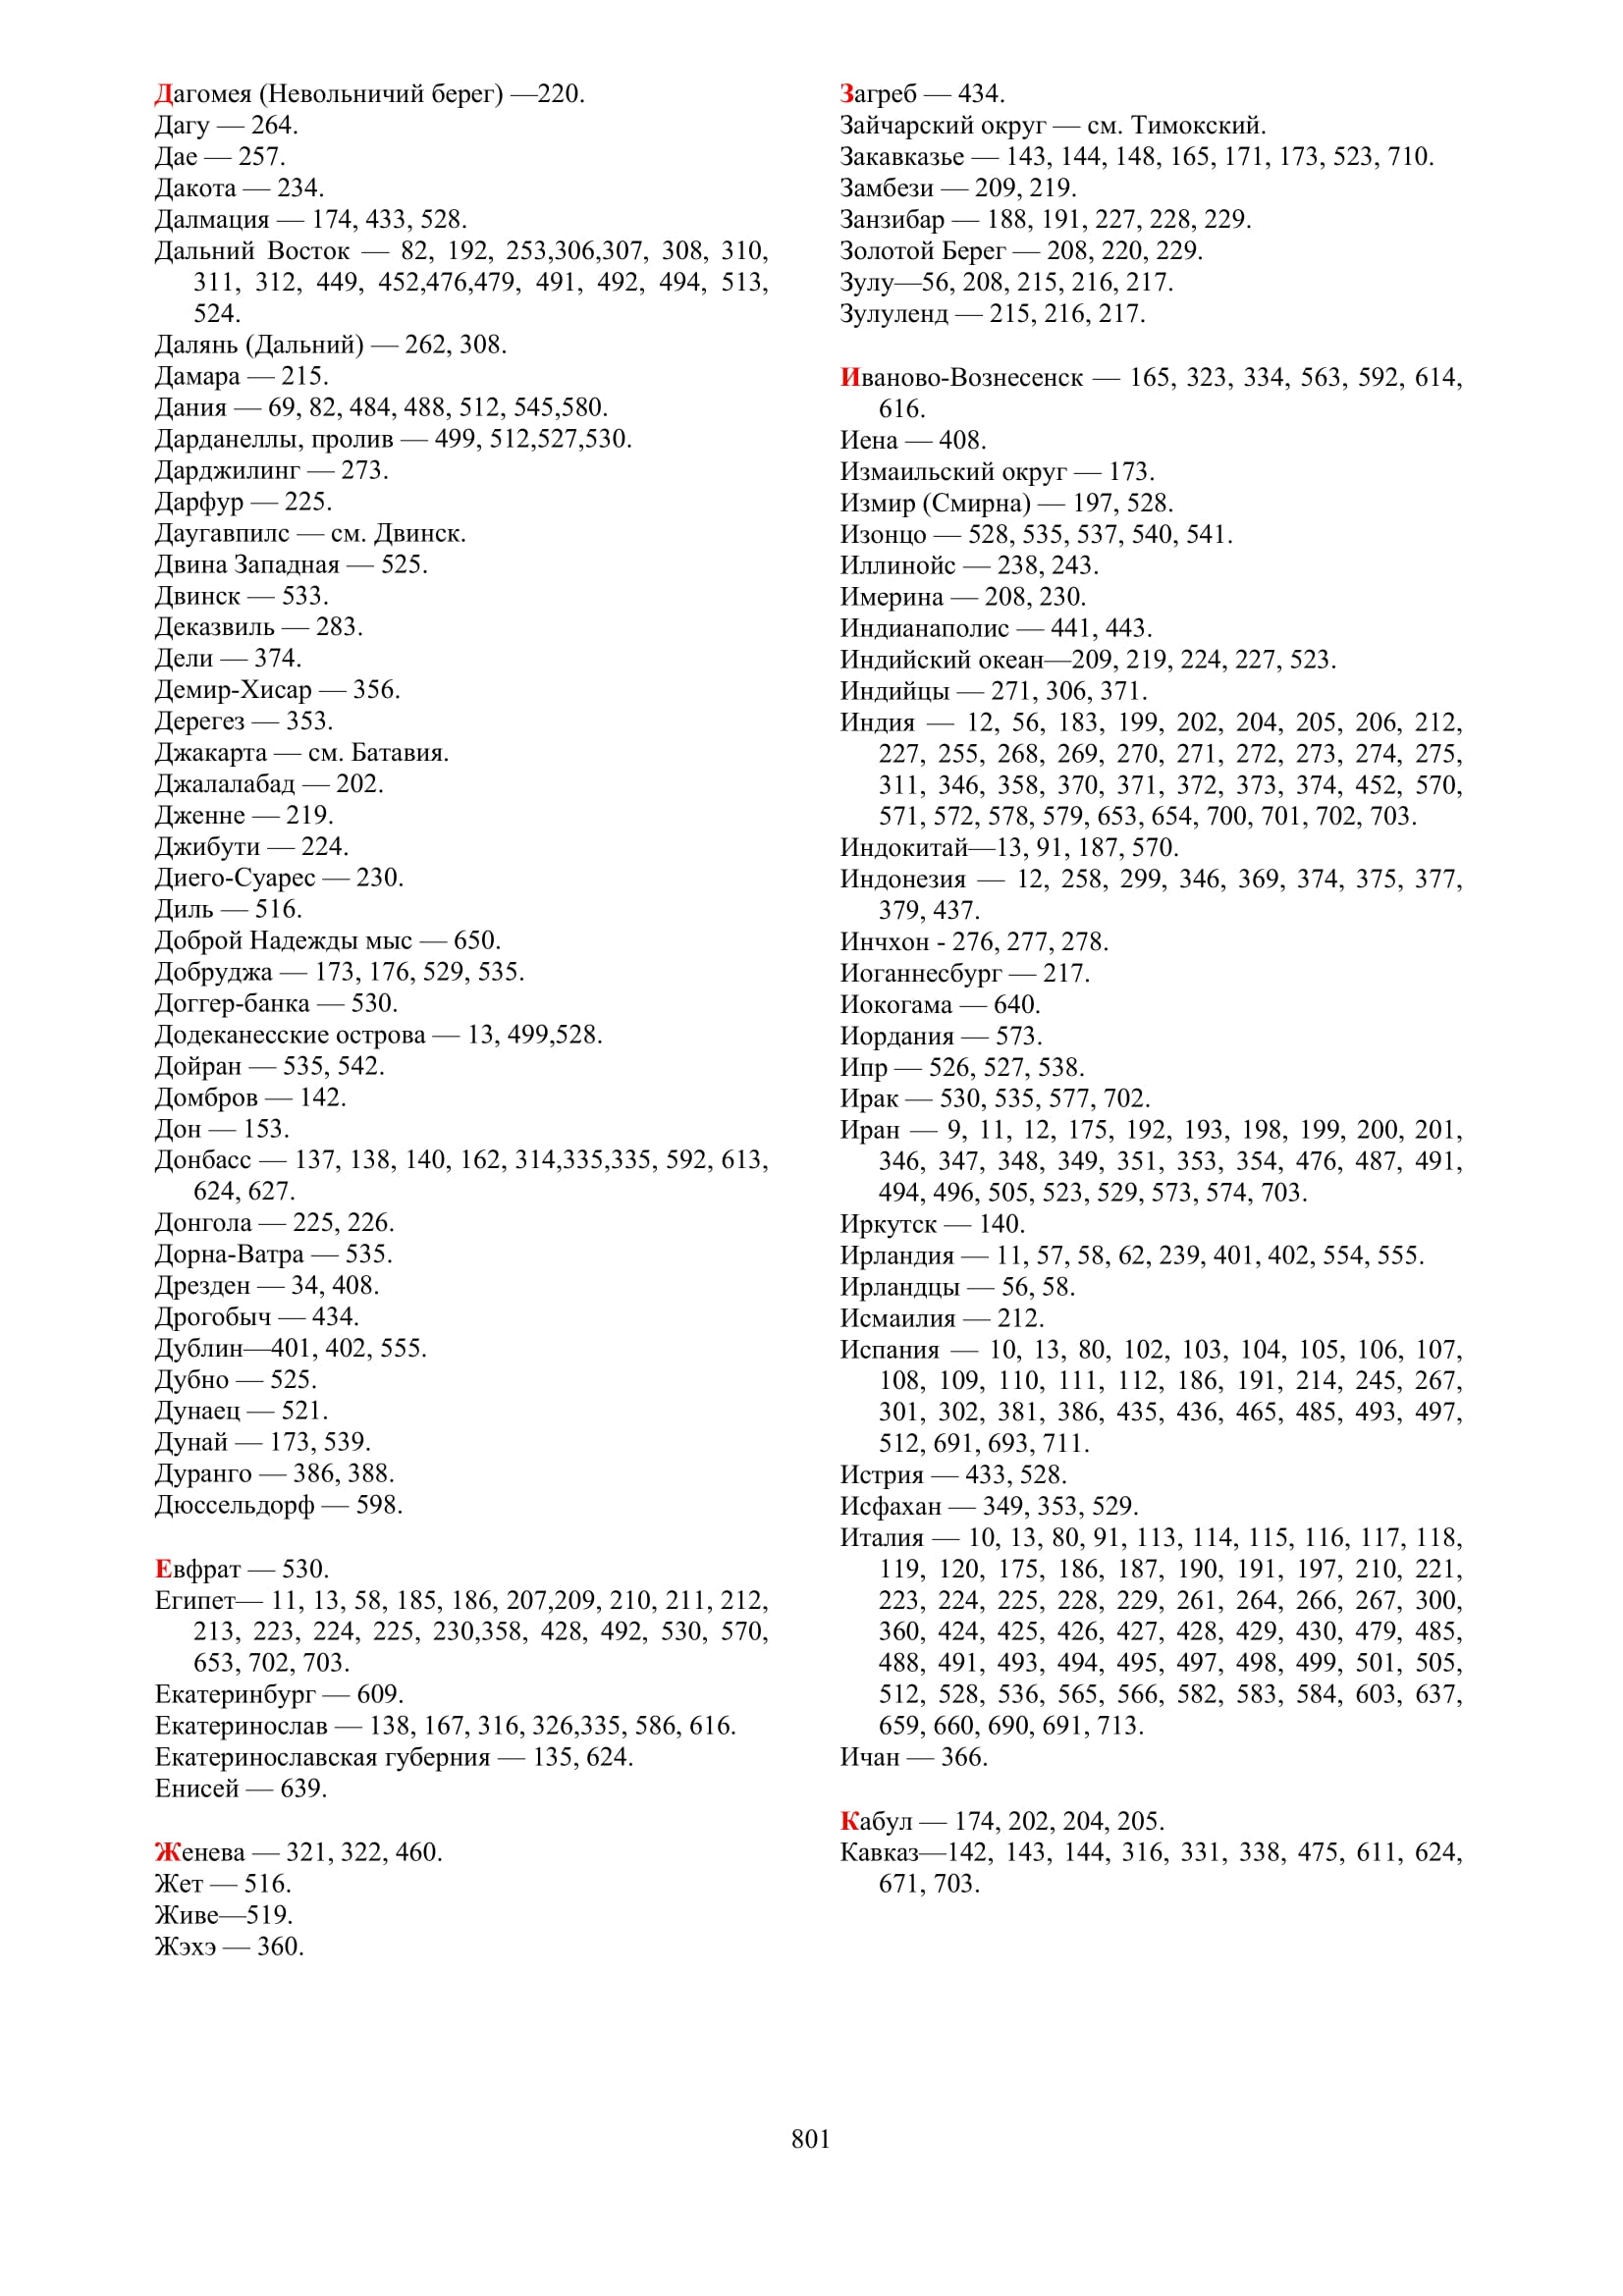 Дагомея (Невольничий берег) —220.
Дагу — 264.
Дае — 257.
Дакота — 234.
Далмация — 174, 433, 528.
Дальний Восток — 82, 192, 253,306,307, 308, 310,
311, 312, 449, 452,476,479, 491, 492, 494, 513,
524.
Далянь (Дальний) — 262, 308.
Дамара — 215.
Дания — 69, 82, 484, 488, 512, 545,580.
Дарданеллы, пролив — 499, 512,527,530.
Дарджилинг — 273.
Дарфур — 225.
Даугавпилс — см. Двинск.
Двина Западная — 525.
Двинск — 533.
Деказвиль — 283.
Дели — 374.
Демир-Хисар — 356.
Дерегез — 353.
Джакарта — см. Батавия.
Джалалабад — 202.
Дженне — 219.
Джибути — 224.
Диего-Суарес — 230.
Диль — 516.
Доброй Надежды мыс — 650.
Добруджа — 173, 176, 529, 535.
Доггер-банка — 530.
Додеканесские острова — 13, 499,528.
Дойран — 535, 542.
Домбров — 142.
Дон — 153.
Донбасс — 137, 138, 140, 162, 314,335,335, 592, 613,
624, 627.
Донгола — 225, 226.
Дорна-Ватра — 535.
Дрезден — 34, 408.
Дрогобыч — 434.
Дублин—401, 402, 555.
Дубно — 525.
Дунаец — 521.
Дунай — 173, 539.
Дуранго — 386, 388.
Дюссельдорф — 598.
Евфрат — 530.
Египет— 11, 13, 58, 185, 186, 207,209, 210, 211, 212,
213, 223, 224, 225, 230,358, 428, 492, 530, 570,
653, 702, 703.
Екатеринбург — 609.
Екатеринослав — 138, 167, 316, 326,335, 586, 616.
Екатеринославская губерния — 135, 624.
Енисей — 639.
Женева — 321, 322, 460.
Жет — 516.
Живе—519.
Жэхэ — 360.
Загреб — 434.
Зайчарский округ — см. Тимокский.
Закавказье — 143, 144, 148, 165, 171, 173, 523, 710.
Замбези — 209, 219.
Занзибар — 188, 191, 227, 228, 229.
Золотой Берег — 208, 220, 229.
Зулу—56, 208, 215, 216, 217.
Зулуленд — 215, 216, 217.
Иваново-Вознесенск — 165, 323, 334, 563, 592, 614,
616.
Иена — 408.
Измаильский округ — 173.
Измир (Смирна) — 197, 528.
Изонцо — 528, 535, 537, 540, 541.
Иллинойс — 238, 243.
Имерина — 208, 230.
Индианаполис — 441, 443.
Индийский океан—209, 219, 224, 227, 523.
Индийцы — 271, 306, 371.
Индия — 12, 56, 183, 199, 202, 204, 205, 206, 212,
227, 255, 268, 269, 270, 271, 272, 273, 274, 275,
311, 346, 358, 370, 371, 372, 373, 374, 452, 570,
571, 572, 578, 579, 653, 654, 700, 701, 702, 703.
Индокитай—13, 91, 187, 570.
Индонезия — 12, 258, 299, 346, 369, 374, 375, 377,
379, 437.
Инчхон - 276, 277, 278.
Иоганнесбург — 217.
Иокогама — 640.
Иордания — 573.
Ипр — 526, 527, 538.
Ирак — 530, 535, 577, 702.
Иран — 9, 11, 12, 175, 192, 193, 198, 199, 200, 201,
346, 347, 348, 349, 351, 353, 354, 476, 487, 491,
494, 496, 505, 523, 529, 573, 574, 703.
Иркутск — 140.
Ирландия — 11, 57, 58, 62, 239, 401, 402, 554, 555.
Ирландцы — 56, 58.
Исмаилия — 212.
Испания — 10, 13, 80, 102, 103, 104, 105, 106, 107,
108, 109, 110, 111, 112, 186, 191, 214, 245, 267,
301, 302, 381, 386, 435, 436, 465, 485, 493, 497,
512, 691, 693, 711.
Истрия — 433, 528.
Исфахан — 349, 353, 529.
Италия — 10, 13, 80, 91, 113, 114, 115, 116, 117, 118,
119, 120, 175, 186, 187, 190, 191, 197, 210, 221,
223, 224, 225, 228, 229, 261, 264, 266, 267, 300,
360, 424, 425, 426, 427, 428, 429, 430, 479, 485,
488, 491, 493, 494, 495, 497, 498, 499, 501, 505,
512, 528, 536, 565, 566, 582, 583, 584, 603, 637,
659, 660, 690, 691, 713.
Ичан — 366.
Кабул — 174, 202, 204, 205.
Кавказ—142, 143, 144, 316, 331, 338, 475, 611, 624,
671, 703.
801